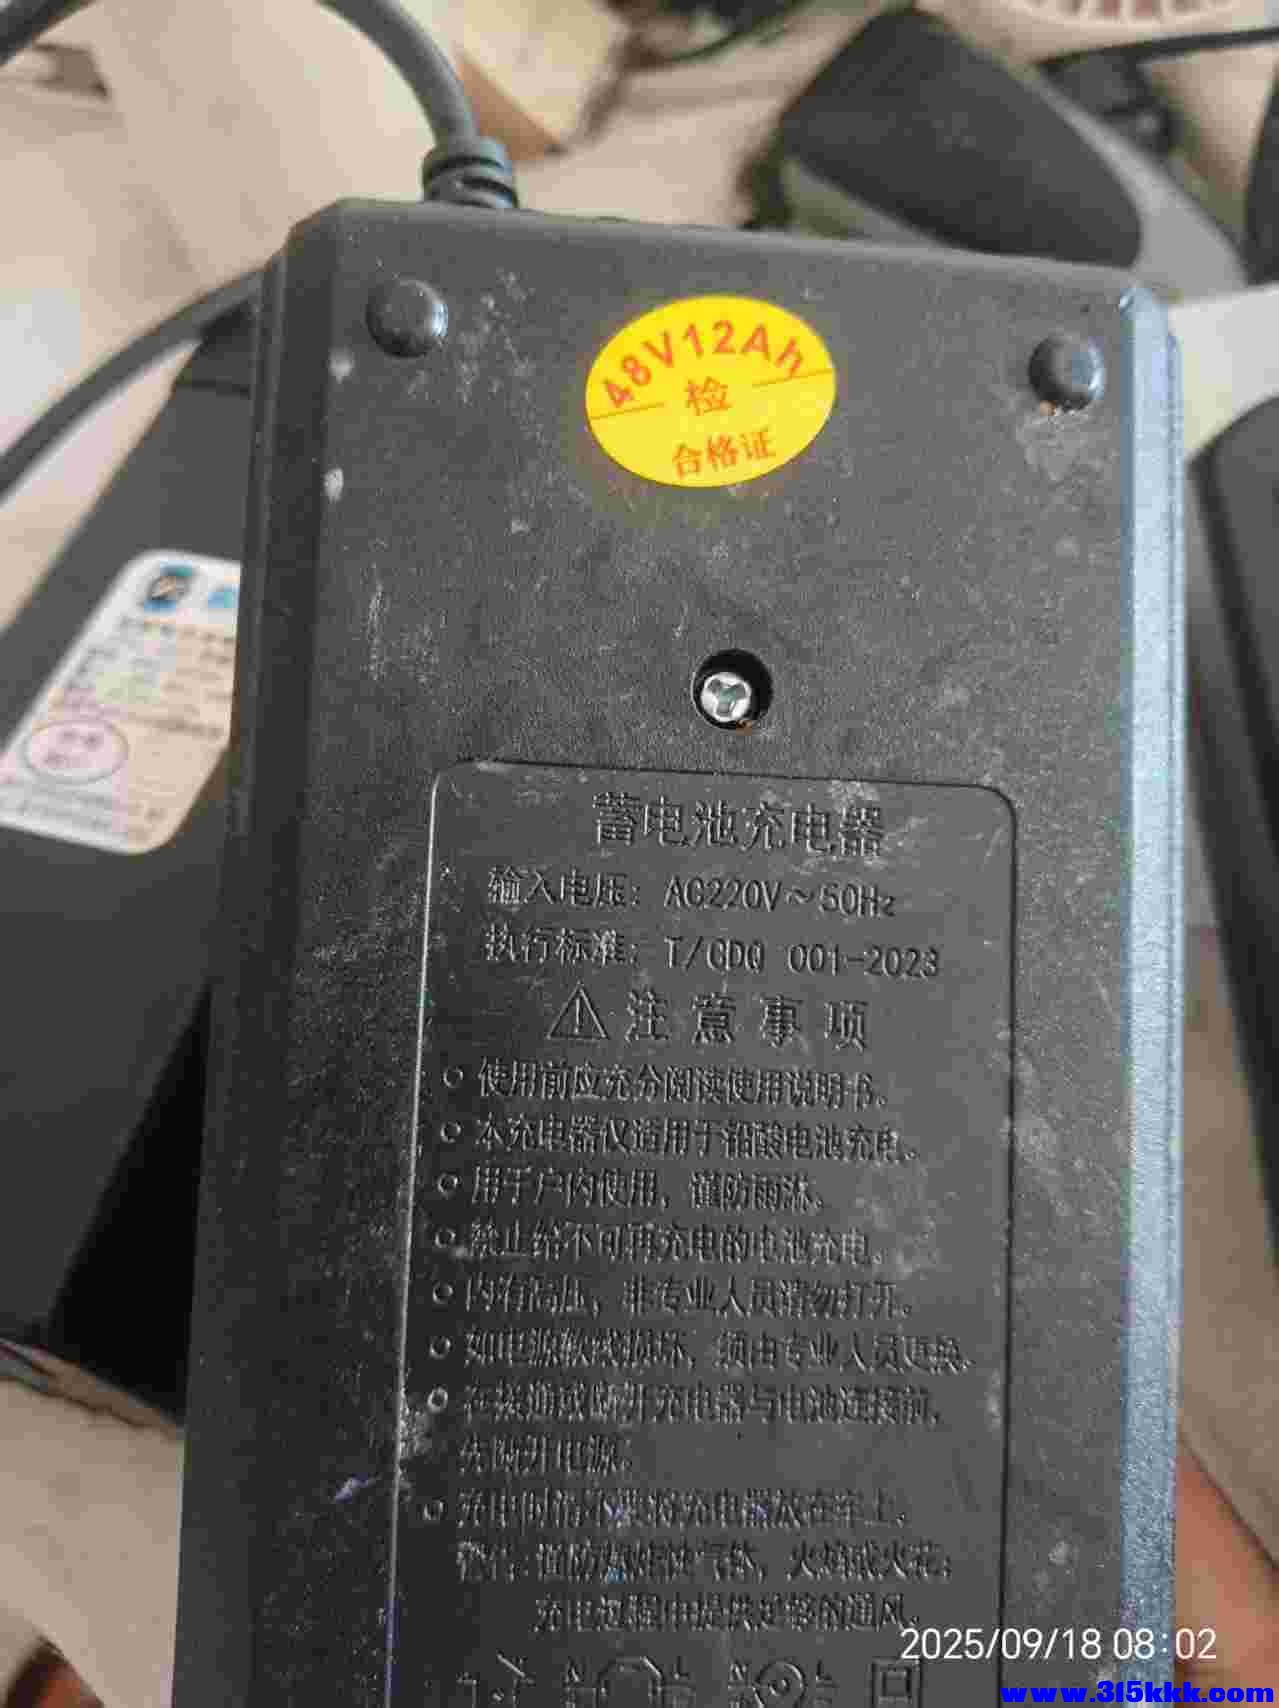 48V12Ah
检
合格证
蓄电池充电器
输入电压: AC220V~50Hz
执行标准: T/GDQ 001-2023
注意事项
使用前应充分阅读使用说明书。
本充电器仅适用于铅酸电池充电。
用于户内使用，谨防雨淋。
禁止给不可再充电的电池充电。
内有高压，非专业人员请勿打开。
如电源软线损坏，须由专业人员更换。
在接通或断开充电器与电池连接前，
先断开电源。
充电时请不要将充电器放在车上。
警告: 谨防爆炸性气体，火焰或火花;
充电过程中提供足够的通风。
2025/09/18 08:02
www.315kkk.com